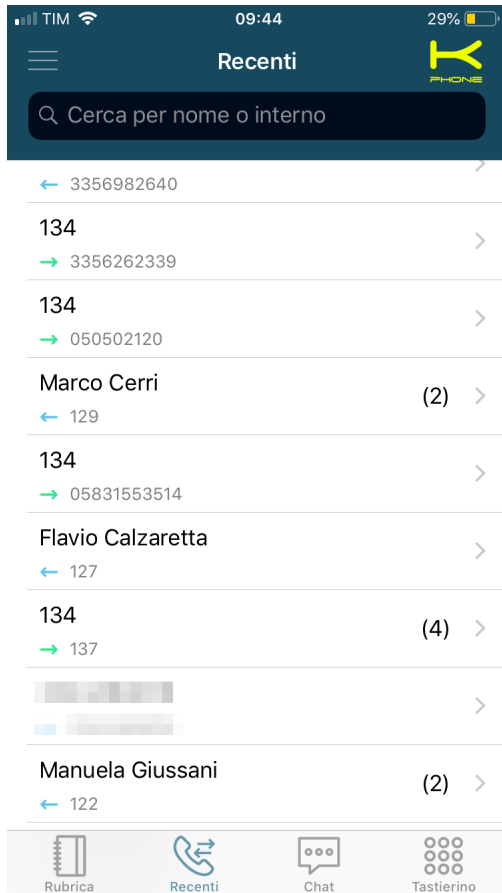 TIM 09:44 29%
Recenti
PHONE
Cerca per nome o interno
← 3356982640
134
→ 3356262339
134
→ 050502120
Marco Cerri (2)
← 129
134
→ 05831553514
Flavio Calzaretta
← 127
134 (4)
→ 137
Manuela Giussani (2)
← 122
Rubrica Recenti Chat Tastierino